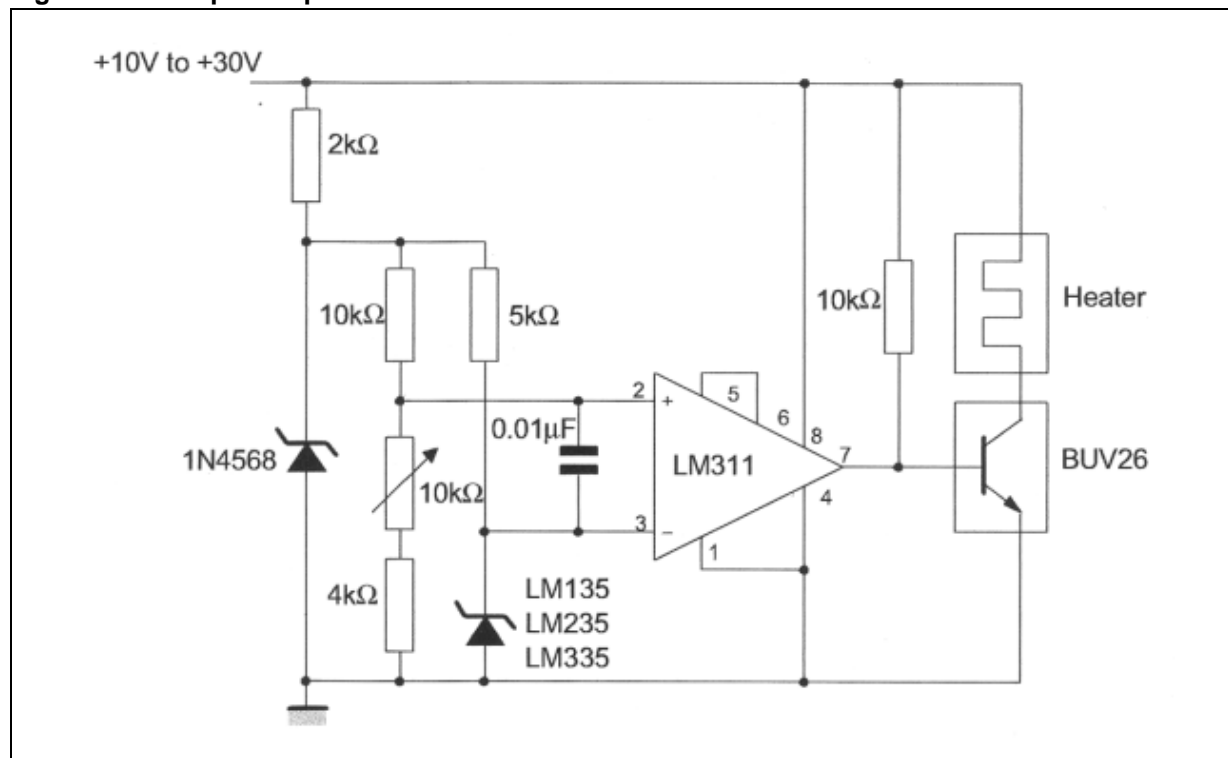 +10V to +30V
2kΩ
10kΩ
5kΩ
10kΩ
Heater
2
+
5
6
8
0.01μF
LM311
7
BUV26
1N4568
10kΩ
3
–
4
1
4kΩ
LM135
LM235
LM335